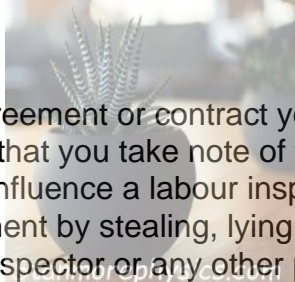 reement or contract yo
that you take note of
nfluence a labour insp
nent by stealing, lying
spector or any other p